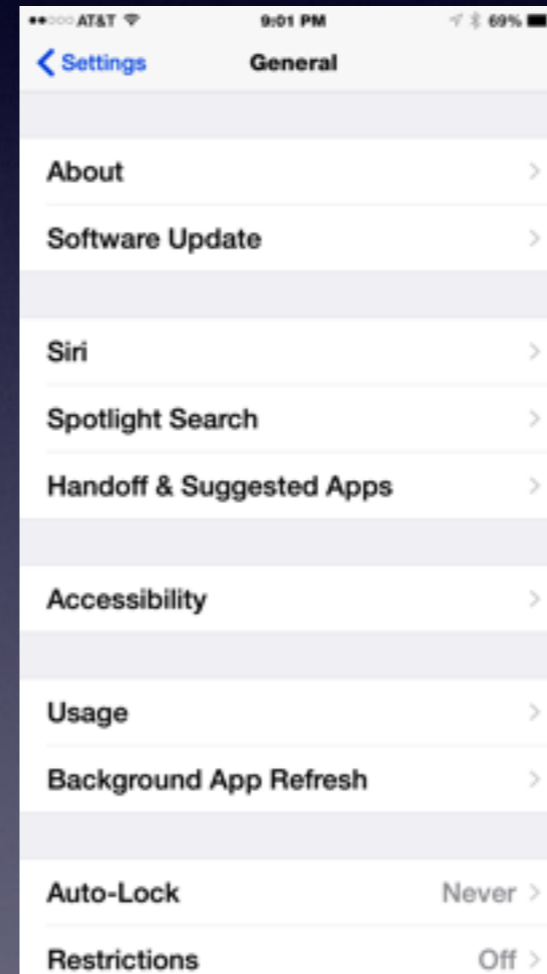 AT&T 9:01 PM 69%
Settings General
About
Software Update
Siri
Spotlight Search
Handoff & Suggested Apps
Accessibility
Usage
Background App Refresh
Auto-Lock Never
Restrictions Off